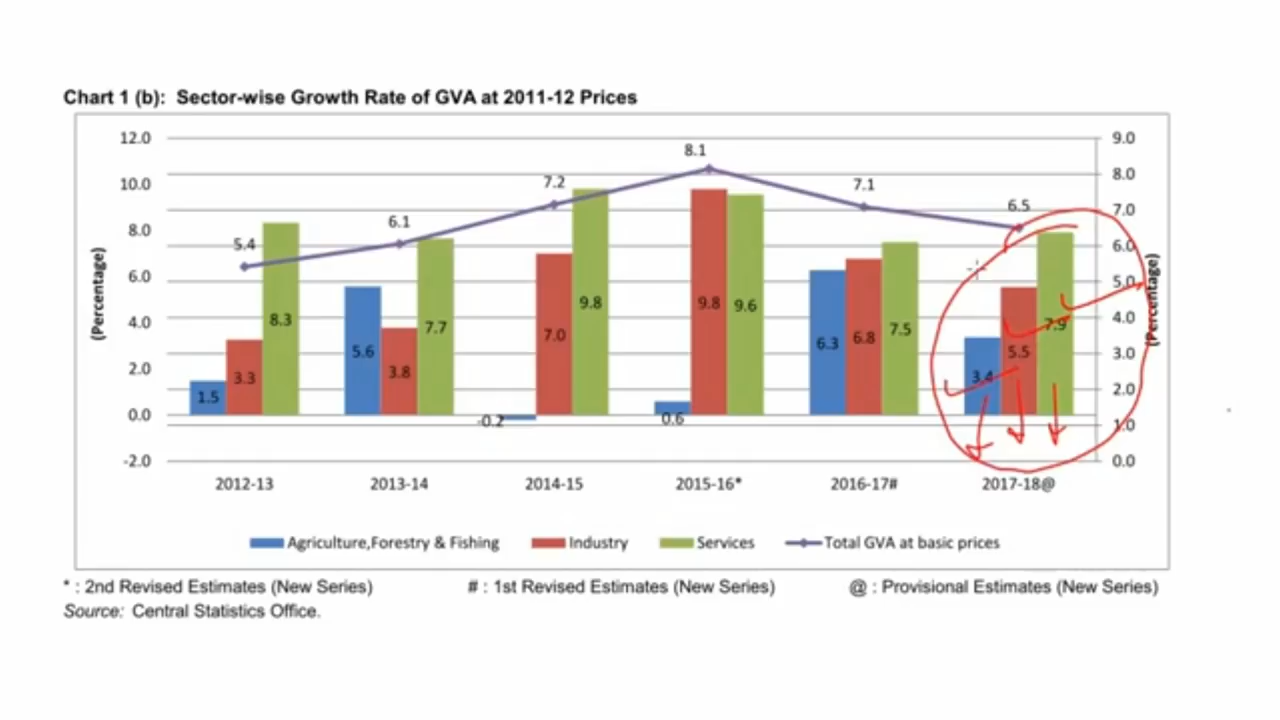 Chart 1 (b): Sector-wise Growth Rate of GVA at 2011-12 Prices
12.0 9.0
10.0 8.0
8.0 7.0
6.0 6.0
4.0 5.0
2.0 4.0
0.0 3.0
-2.0 2.0
1.0
0.0
(Percentage)
(Percentage)
5.4 6.1 7.2 8.1 7.1 6.5
1.5 3.3 8.3
5.6 3.8 7.7
-0.2 7.0 9.8
0.6 9.8 9.6
6.3 6.8 7.5
3.4 5.5 7.9
2012-13 2013-14 2014-15 2015-16* 2016-17# 2017-18@
Agriculture,Forestry & Fishing Industry Services Total GVA at basic prices
* : 2nd Revised Estimates (New Series) # : 1st Revised Estimates (New Series) @ : Provisional Estimates (New Series)
Source: Central Statistics Office.